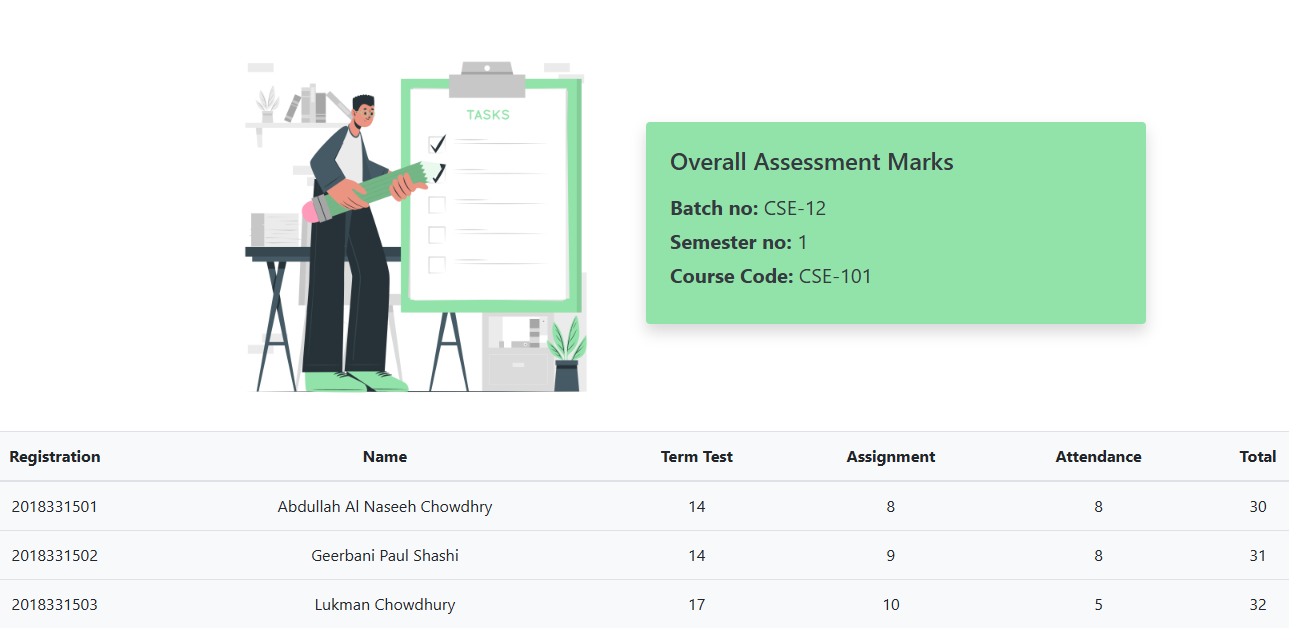 TASKS
Overall Assessment Marks
Batch no: CSE-12
Semester no: 1
Course Code: CSE-101
Registration Name Term Test Assignment Attendance Total
2018331501 Abdullah Al Naseeh Chowdhry 14 8 8 30
2018331502 Geerbani Paul Shashi 14 9 8 31
2018331503 Lukman Chowdhury 17 10 5 32